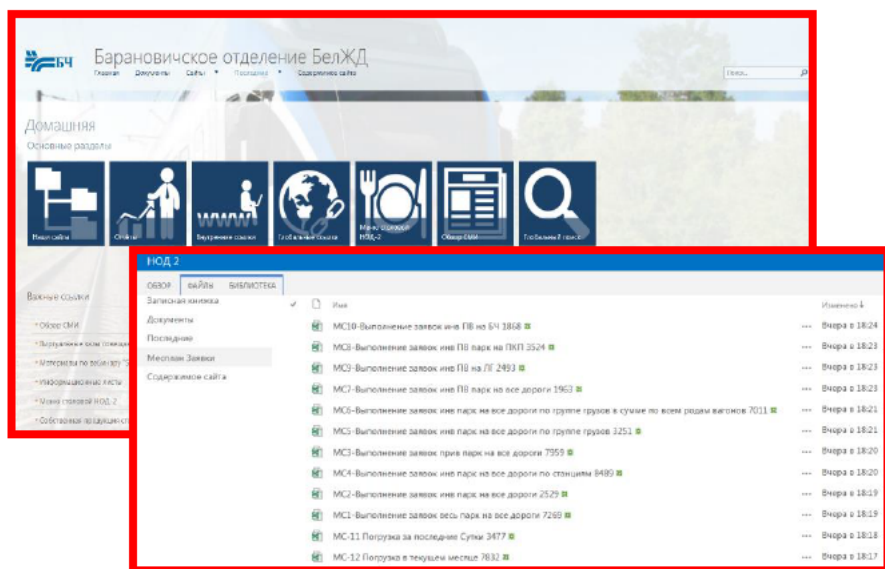 БЧ
Барановичское отделение БелЖД
Главная Документы Сайты Последние Содержимое сайта
Поиск...
Домашняя
Основные разделы
www
Наши сайты Отчёты Внутренние ссылки Глобальные ссылки Меню столовой НОД-2 Обзор СМИ Глобальный поиск
Важные ссылки
Обзор СМИ
Материалы по вебинару
Информационные листы
Меню столовой НОД-2
Собственная продукция
НОД 2
ОБЗОР ФАЙЛЫ БИБЛИОТЕКА
Записная книжка
Документы
Последние
Месплан Заявки
Содержимое сайта
Имя Изменено
МС10-Выполнение заявок инв ПВ на БЧ 1868 ... Вчера в 18:24
МС8-Выполнение заявок инв ПВ парк на ПКП 3524 ... Вчера в 18:23
МС9-Выполнение заявок инв ПВ на ЛГ 2493 ... Вчера в 18:23
МС7-Выполнение заявок инв ПВ парк на все дороги 1963 ... Вчера в 18:23
МС6-Выполнение заявок инв парк на все дороги по группе грузов в сумме по всем родам вагонов 7011 ... Вчера в 18:21
МС5-Выполнение заявок инв парк на все дороги по группе грузов 3251 ... Вчера в 18:21
МС3-Выполнение заявок прив парк на все дороги 7959 ... Вчера в 18:20
МС4-Выполнение заявок инв парк на все дороги по станциям 8489 ... Вчера в 18:20
МС2-Выполнение заявок инв парк на все дороги 2529 ... Вчера в 18:19
МС1-Выполнение заявок весь парк на все дороги 7269 ... Вчера в 18:19
МС-11 Погрузка за последние Сутки 3477 ... Вчера в 18:18
МС-12 Погрузка в текущем месяце 7832 ... Вчера в 18:17